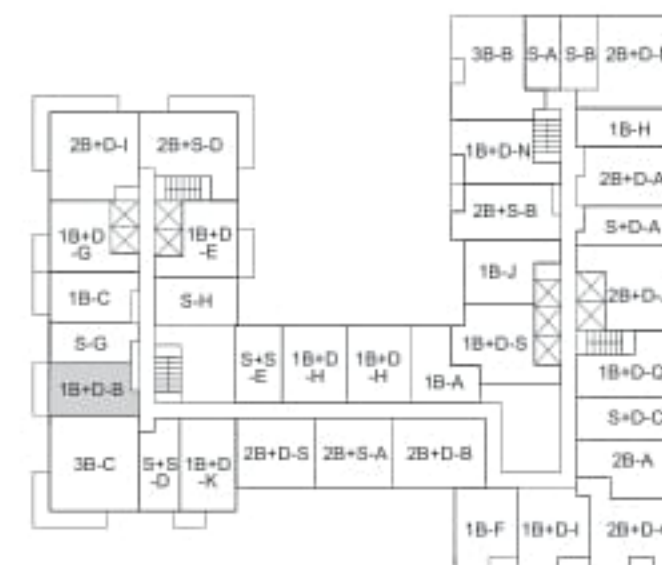 3B-B
S-A
S-B
2B+D-
1B-H
1B+D-N
2B+D-I
2B+S-D
2B+D-A
2B+S-B
S+D-A
1B+D
-G
1B+D
-E
1B-J
1B-C
S-H
2B+D-
1B+D-S
S-G
S+S
-E
1B+D
-H
1B+D
-H
1B-A
1B+D-Q
1B+D-B
S+D-C
3B-C
S+S
-D
1B+D
-K
2B+D-S
2B+S-A
2B+D-B
2B-A
1B-F
1B+D-I
2B+D-